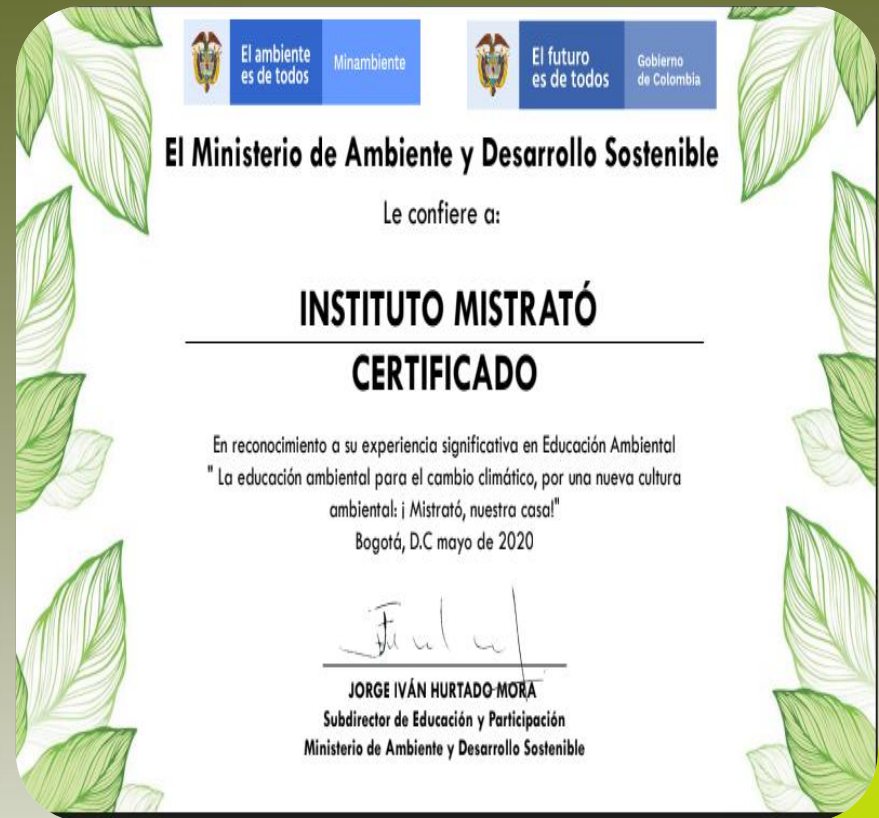 El ambiente
es de todos
Minambiente
El futuro
es de todos
Gobierno
de Colombia
El Ministerio de Ambiente y Desarrollo Sostenible
Le confiere a:
INSTITUTO MISTRATÓ
CERTIFICADO
En reconocimiento a su experiencia significativa en Educación Ambiental
" La educación ambiental para el cambio climático, por una nueva cultura
ambiental: ¡ Mistrató, nuestra casa!"
Bogotá, D.C mayo de 2020
JORGE IVÁN HURTADO MORA
Subdirector de Educación y Participación
Ministerio de Ambiente y Desarrollo Sostenible